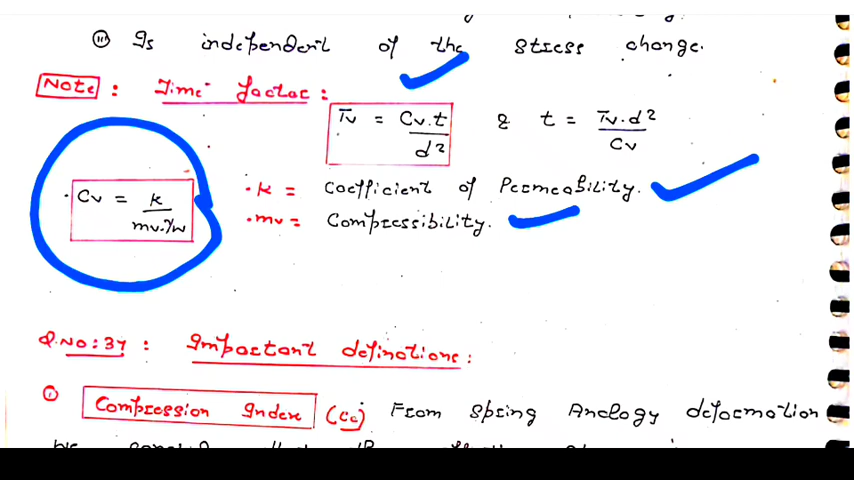 (iii) Is independent of the stress change.
Note : Time factor :
Tv = Cv.t / d² & t = Tv.d² / Cv
. Cv = k / mv.γw
.k = Coefficient of Permeability.
.mv = Compressibility.
Q.NO:37 : Important definitions :
(i) Compression Index (Cc) From Spring Analogy deformation